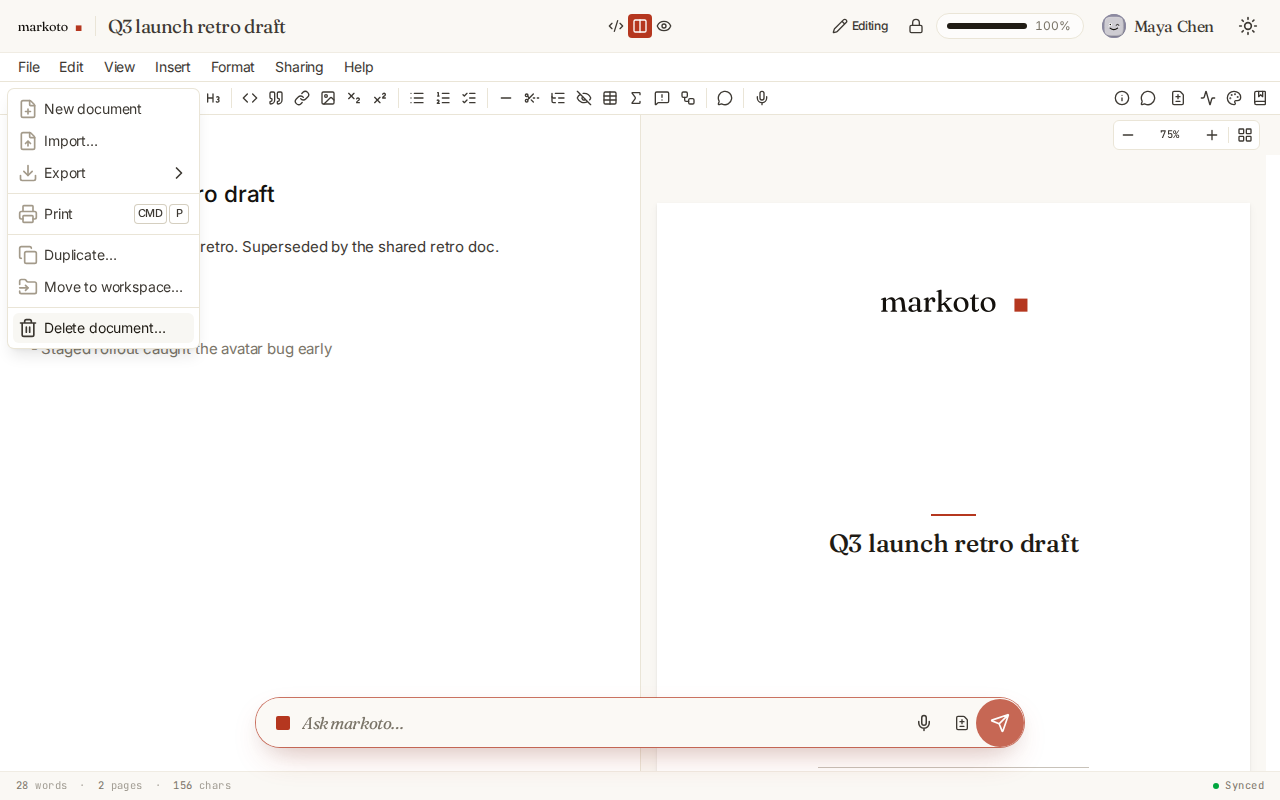 markoto
Q3 launch retro draft
Editing
100%
Maya Chen
File Edit View Insert Format Sharing Help
H3
75%
New document
Import...
Export
Print CMD P
Duplicate...
Move to workspace...
Delete document...
ro draft
retro. Superseded by the shared retro doc.
- Staged rollout caught the avatar bug early
markoto
Q3 launch retro draft
Ask markoto...
28 words · 2 pages · 156 chars
Synced